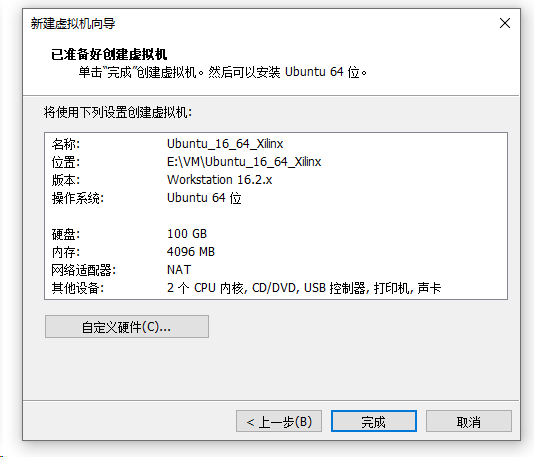 新建虚拟机向导
已准备好创建虚拟机
单击“完成”创建虚拟机。然后可以安装 Ubuntu 64 位。
将使用下列设置创建虚拟机:
名称: Ubuntu_16_64_Xilinx
位置: E:\VM\Ubuntu_16_64_Xilinx
版本: Workstation 16.2.x
操作系统: Ubuntu 64 位
硬盘: 100 GB
内存: 4096 MB
网络适配器: NAT
其他设备: 2 个 CPU 内核, CD/DVD, USB 控制器, 打印机, 声卡
自定义硬件(C)...
< 上一步(B) 完成 取消